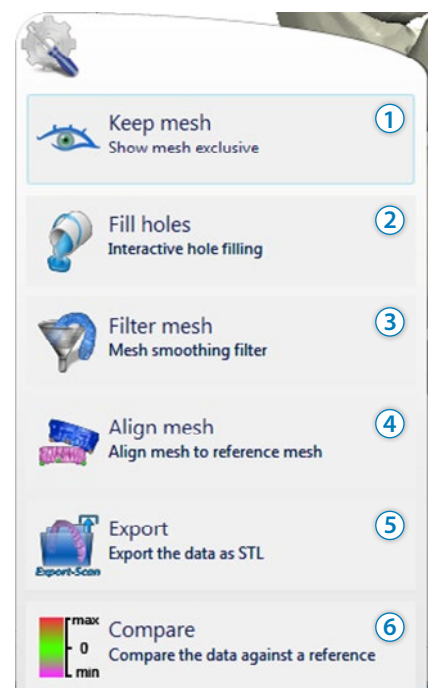 Keep mesh
1
Show mesh exclusive
Fill holes
2
Interactive hole filling
Filter mesh
3
Mesh smoothing filter
Align mesh
4
Align mesh to reference mesh
Export
5
Export the data as STL
Export-Scan
max
Compare
6
0
Compare the data against a reference
min